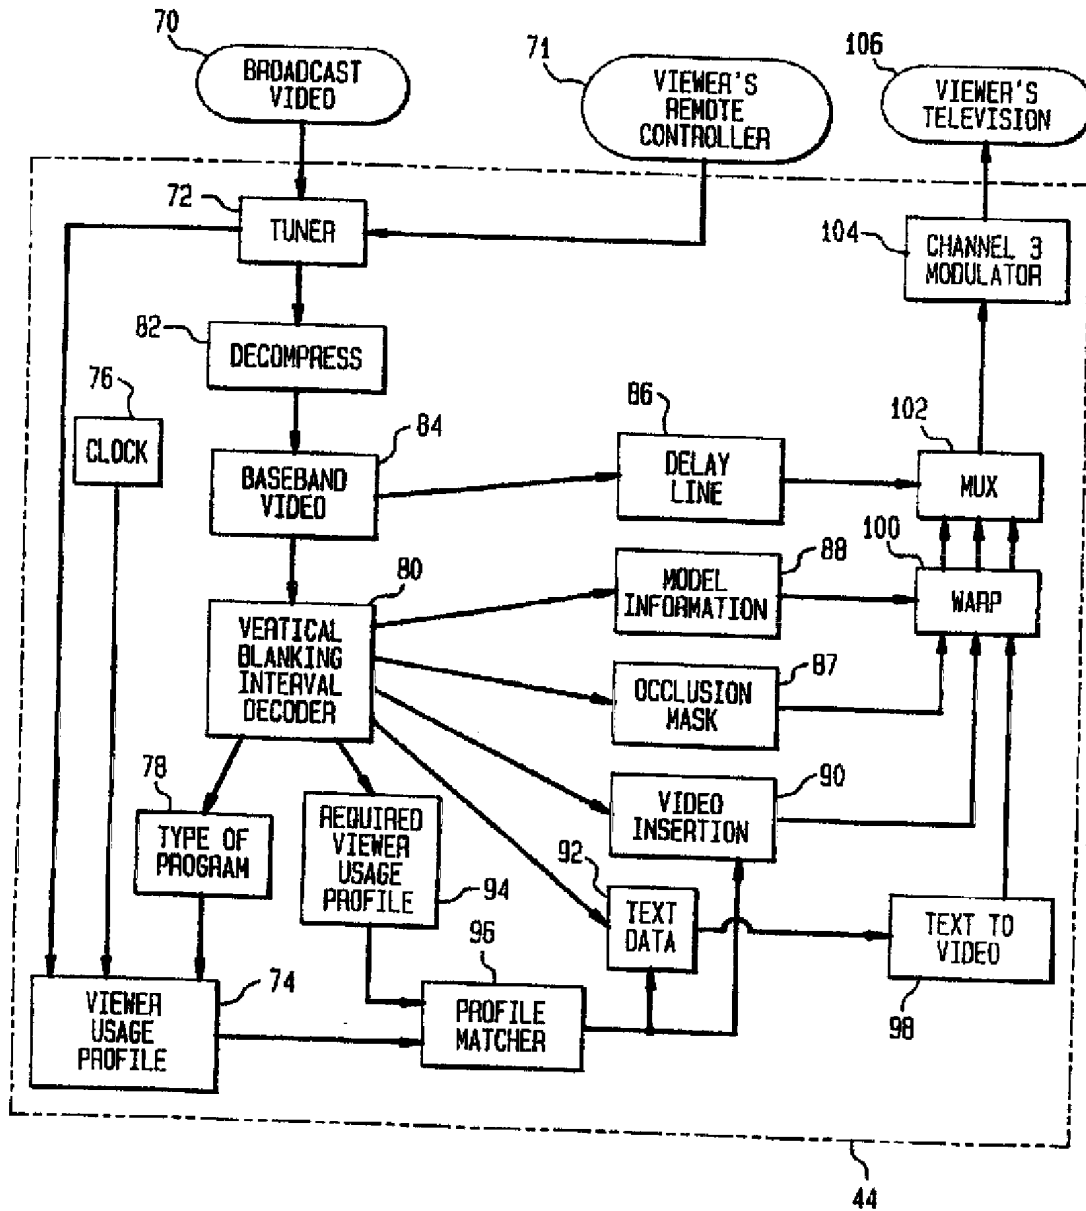 70
BROADCAST
VIDEO
71
VIEWER'S
REMOTE
CONTROLLER
106
VIEWER'S
TELEVISION
72
TUNER
104
CHANNEL 3
MODULATOR
82
DECOMPRESS
76
CLOCK
84
BASEBAND
VIDEO
86
DELAY
LINE
102
MUX
80
VERTICAL
BLANKING
INTERVAL
DECODER
88
MODEL
INFORMATION
100
WARP
87
OCCLUSION
MASK
78
TYPE OF
PROGRAM
REQUIRED
VIEWER
USAGE
PROFILE
94
90
VIDEO
INSERTION
92
TEXT
DATA
TEXT TO
VIDEO
98
74
VIEWER
USAGE
PROFILE
96
PROFILE
MATCHER
44